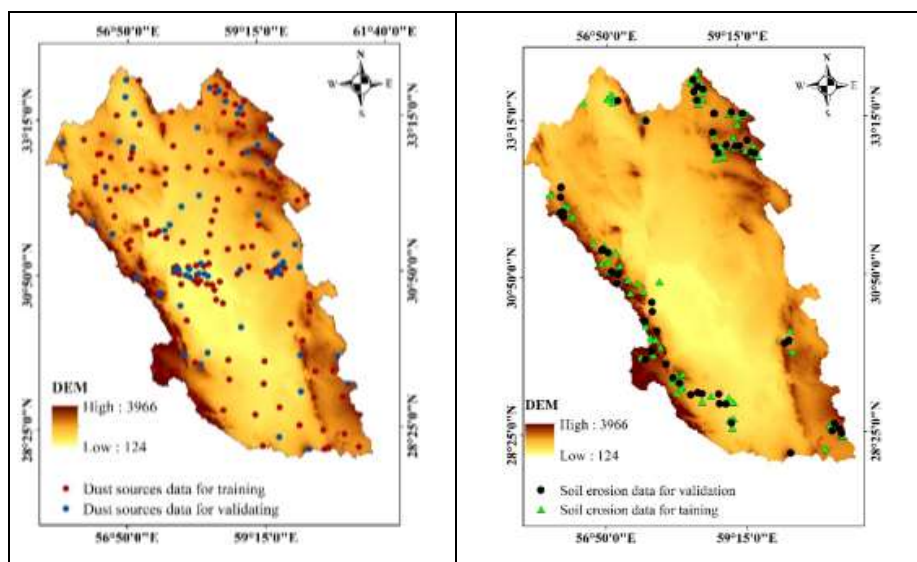 56°50'0"E 59°15'0"E 61°40'0"E
N
W E
S
33°15'0"N 33°15'0"N
30°50'0"N 30°50'0"N
28°25'0"N 28°25'0"N
DEM
High : 3966
Low : 124
Dust sources data for training
Dust sources data for validating
56°50'0"E 59°15'0"E
56°50'0"E 59°15'0"E
N
W E
S
33°15'0"N 33°15'0"N
30°50'0"N 30°50'0"N
28°25'0"N 28°25'0"N
DEM
High : 3966
Low : 124
Soil erosion data for validation
Soil erosion data for taining
56°50'0"E 59°15'0"E